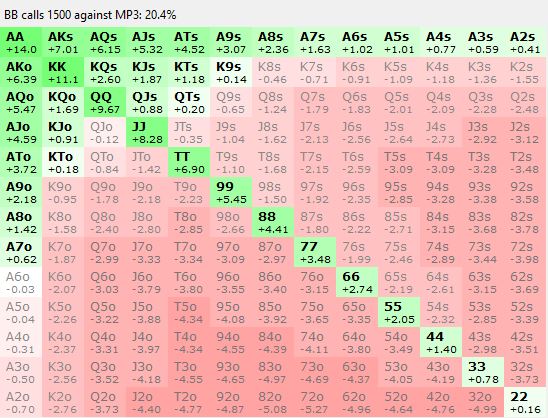 BB calls 1500 against MP3: 20.4%
AA AKs AQs AJs ATs A9s A8s A7s A6s A5s A4s A3s A2s
+14.0 +7.01 +6.15 +5.32 +4.52 +3.07 +2.36 +1.63 +1.02 +1.01 +0.77 +0.59 +0.41
AKo KK KQs KJs KTs K9s K8s K7s K6s K5s K4s K3s K2s
+6.39 +11.1 +2.60 +1.87 +1.18 +0.14 -0.46 -0.71 -0.91 -1.09 -1.18 -1.36 -1.55
AQo KQo QQ QJs QTs Q9s Q8s Q7s Q6s Q5s Q4s Q3s Q2s
+5.47 +1.69 +9.67 +0.88 +0.20 -0.65 -1.24 -1.79 -1.83 -2.01 -2.09 -2.28 -2.48
AJo KJo QJo JJ JTs J9s J8s J7s J6s J5s J4s J3s J2s
+4.59 +0.91 -0.12 +8.28 -0.35 -1.04 -1.62 -2.13 -2.56 -2.64 -2.73 -2.92 -3.12
ATo KTo QTo JTo TT T9s T8s T7s T6s T5s T4s T3s T2s
+3.72 +0.18 -0.84 -1.42 +6.90 -1.10 -1.68 -2.15 -2.59 -3.09 -3.09 -3.28 -3.48
A9o K9o Q9o J9o T9o 99 98s 97s 96s 95s 94s 93s 92s
+2.18 -0.95 -1.78 -2.18 -2.23 +5.45 -1.50 -1.92 -2.35 -2.85 -3.28 -3.38 -3.58
A8o K8o Q8o J8o T8o 98o 88 87s 86s 85s 84s 83s 82s
+1.42 -1.58 -2.40 -2.80 -2.85 -2.66 +4.41 -1.80 -2.22 -2.71 -3.15 -3.68 -3.78
A7o K7o Q7o J7o T7o 97o 87o 77 76s 75s 74s 73s 72s
+0.62 -1.87 -2.99 -3.33 -3.34 -3.09 -2.97 +3.48 -1.99 -2.46 -2.89 -3.44 -3.98
A6o K6o Q6o J6o T6o 96o 86o 76o 66 65s 64s 63s 62s
-0.03 -2.07 -3.03 -3.79 -3.80 -3.55 -3.40 -3.15 +2.74 -2.19 -2.61 -3.15 -3.69
A5o K5o Q5o J5o T5o 95o 85o 75o 65o 55 54s 53s 52s
-0.04 -2.26 -3.22 -3.88 -4.34 -4.08 -3.92 -3.65 -3.35 +2.05 -2.32 -2.85 -3.39
A4o K4o Q4o J4o T4o 94o 84o 74o 64o 54o 44 43s 42s
-0.31 -2.37 -3.31 -3.97 -4.34 -4.55 -4.39 -4.11 -3.80 -3.49 +1.40 -2.98 -3.51
A3o K3o Q3o J3o T3o 93o 83o 73o 63o 53o 43o 33 32s
-0.50 -2.56 -3.52 -4.18 -4.55 -4.65 -4.97 -4.69 -4.37 -4.05 -4.19 +0.78 -3.73
A2o K2o Q2o J2o T2o 92o 82o 72o 62o 52o 42o 32o 22
-0.70 -2.76 -3.73 -4.40 -4.77 -4.87 -5.08 -5.27 -4.96 -4.64 -4.76 -4.99 +0.16